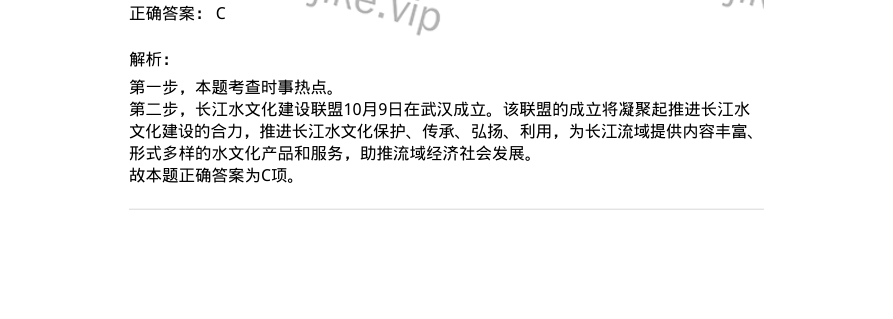 正确答案： C
解析：
第一步，本题考查时事热点。
第二步，长江水文化建设联盟10月9日在武汉成立。该联盟的成立将凝聚起推进长江水
文化建设的合力，推进长江水文化保护、传承、弘扬、利用，为长江流域提供内容丰富、
形式多样的水文化产品和服务，助推流域经济社会发展。
故本题正确答案为C项。